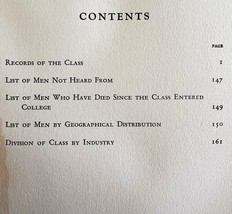 CONTENTS
PAGE
RECORDS OF THE CLASS 1
LIST OF MEN NOT HEARD FROM 147
LIST OF MEN WHO HAVE DIED SINCE THE CLASS ENTERED
COLLEGE 149
LIST OF MEN BY GEOGRAPHICAL DISTRIBUTION 150
DIVISION OF CLASS BY INDUSTRY 161